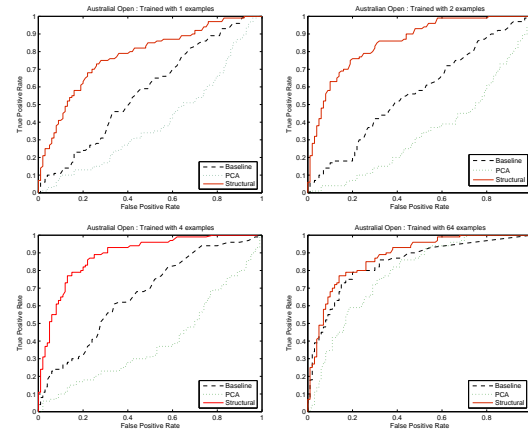 Australial Open : Trained with 1 examples
1
0.9
0.8
0.7
0.6
0.5
0.4
0.3
0.2
0.1
0
True Positive Rate
0 0.2 0.4 0.6 0.8 1
False Positive Rate
Baseline
PCA
Structural
Australian Open : Trained with 2 examples
1
0.9
0.8
0.7
0.6
0.5
0.4
0.3
0.2
0.1
0
True Positive Rate
0 0.2 0.4 0.6 0.8
False Positive Rate
Baseline
PCA
Structural
Australial Open : Trained with 4 examples
1
0.9
0.8
0.7
0.6
0.5
0.4
0.3
0.2
0.1
0
True Positive Rate
0 0.2 0.4 0.6 0.8 1
False Positive Rate
Baseline
PCA
Structural
Australial Open : Trained with 64 examples
1
0.9
0.8
0.7
0.6
0.5
0.4
0.3
0.2
0.1
0
True Positive Rate
0 0.2 0.4 0.6 0.8
False Positive Rate
Baseline
PCA
Structural